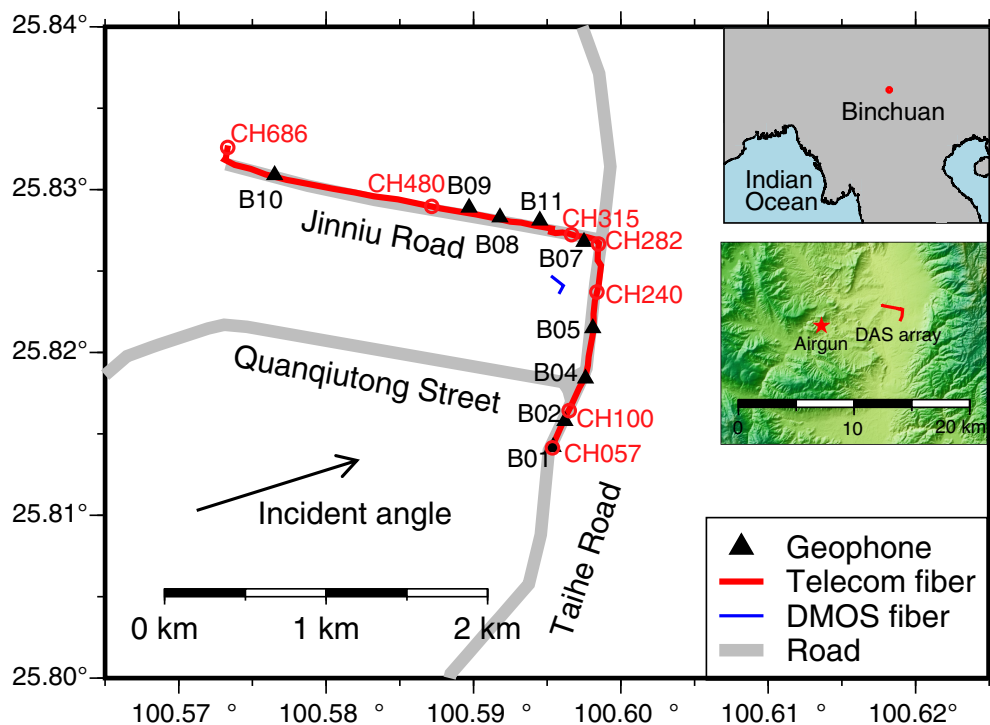 25.84°
25.83°
25.82°
25.81°
25.80°
100.57 °
100.58 °
100.59 °
100.60 °
100.61 °
100.62 °
CH686
CH480
B09
B11
CH315
B10
B08
B07
CH282
Jinniu Road
CH240
B05
Quanqiutong Street
B04
B02
CH100
B01
CH057
Incident angle
Taihe Road
0 km
1 km
2 km
Binchuan
Indian
Ocean
Airgun
DAS array
0
10
20 km
Geophone
Telecom fiber
DMOS fiber
Road